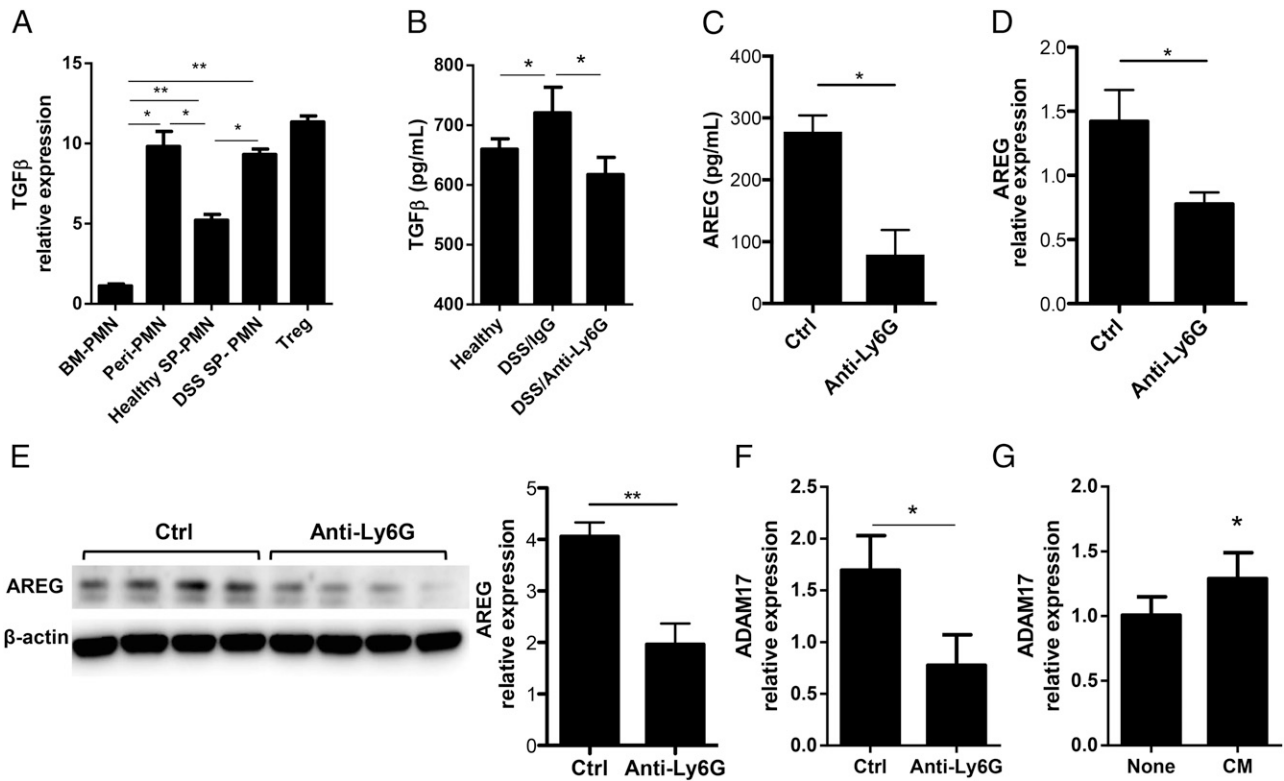 A
TGFβ
relative expression
15
10
5
0
**
**
* * *
BM-PMN
Peri-PMN
Healthy SP-PMN
DSS SP- PMN
Treg
B
TGFβ (pg/mL)
800
700
600
500
400
* *
Healthy
DSS/IgG
DSS/Anti-Ly6G
C
AREG (pg/mL)
400
300
200
100
0
*
Ctrl
Anti-Ly6G
D
AREG
relative expression
2.0
1.5
1.0
0.5
0.0
*
Ctrl
Anti-Ly6G
E
Ctrl Anti-Ly6G
AREG
β-actin
AREG
relative expression
5
4
3
2
1
0
**
Ctrl Anti-Ly6G
F
ADAM17
relative expression
2.5
2.0
1.5
1.0
0.5
0.0
*
Ctrl Anti-Ly6G
G
ADAM17
relative expression
2.0
1.5
1.0
0.5
0.0
*
None CM